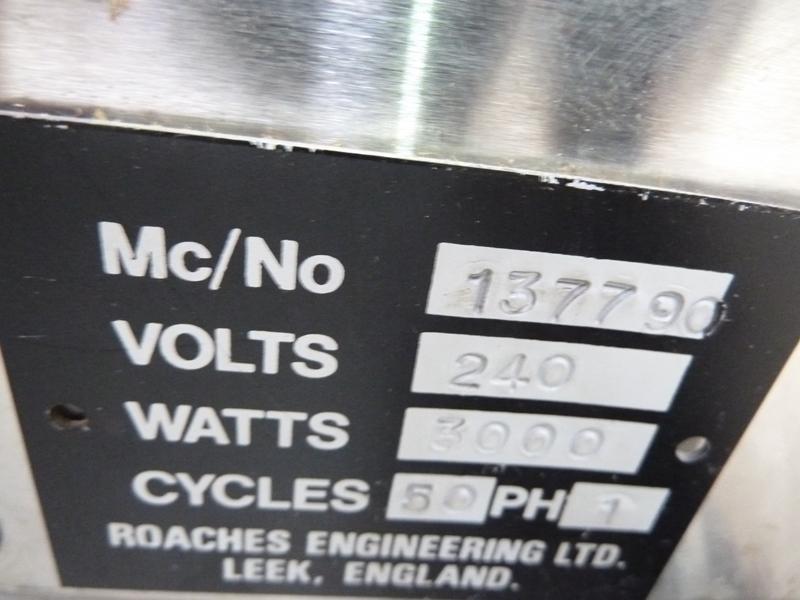 Mc/No 137790
VOLTS 240
WATTS 3000
CYCLES 50 PH 1
ROACHES ENGINEERING LTD.
LEEK, ENGLAND.